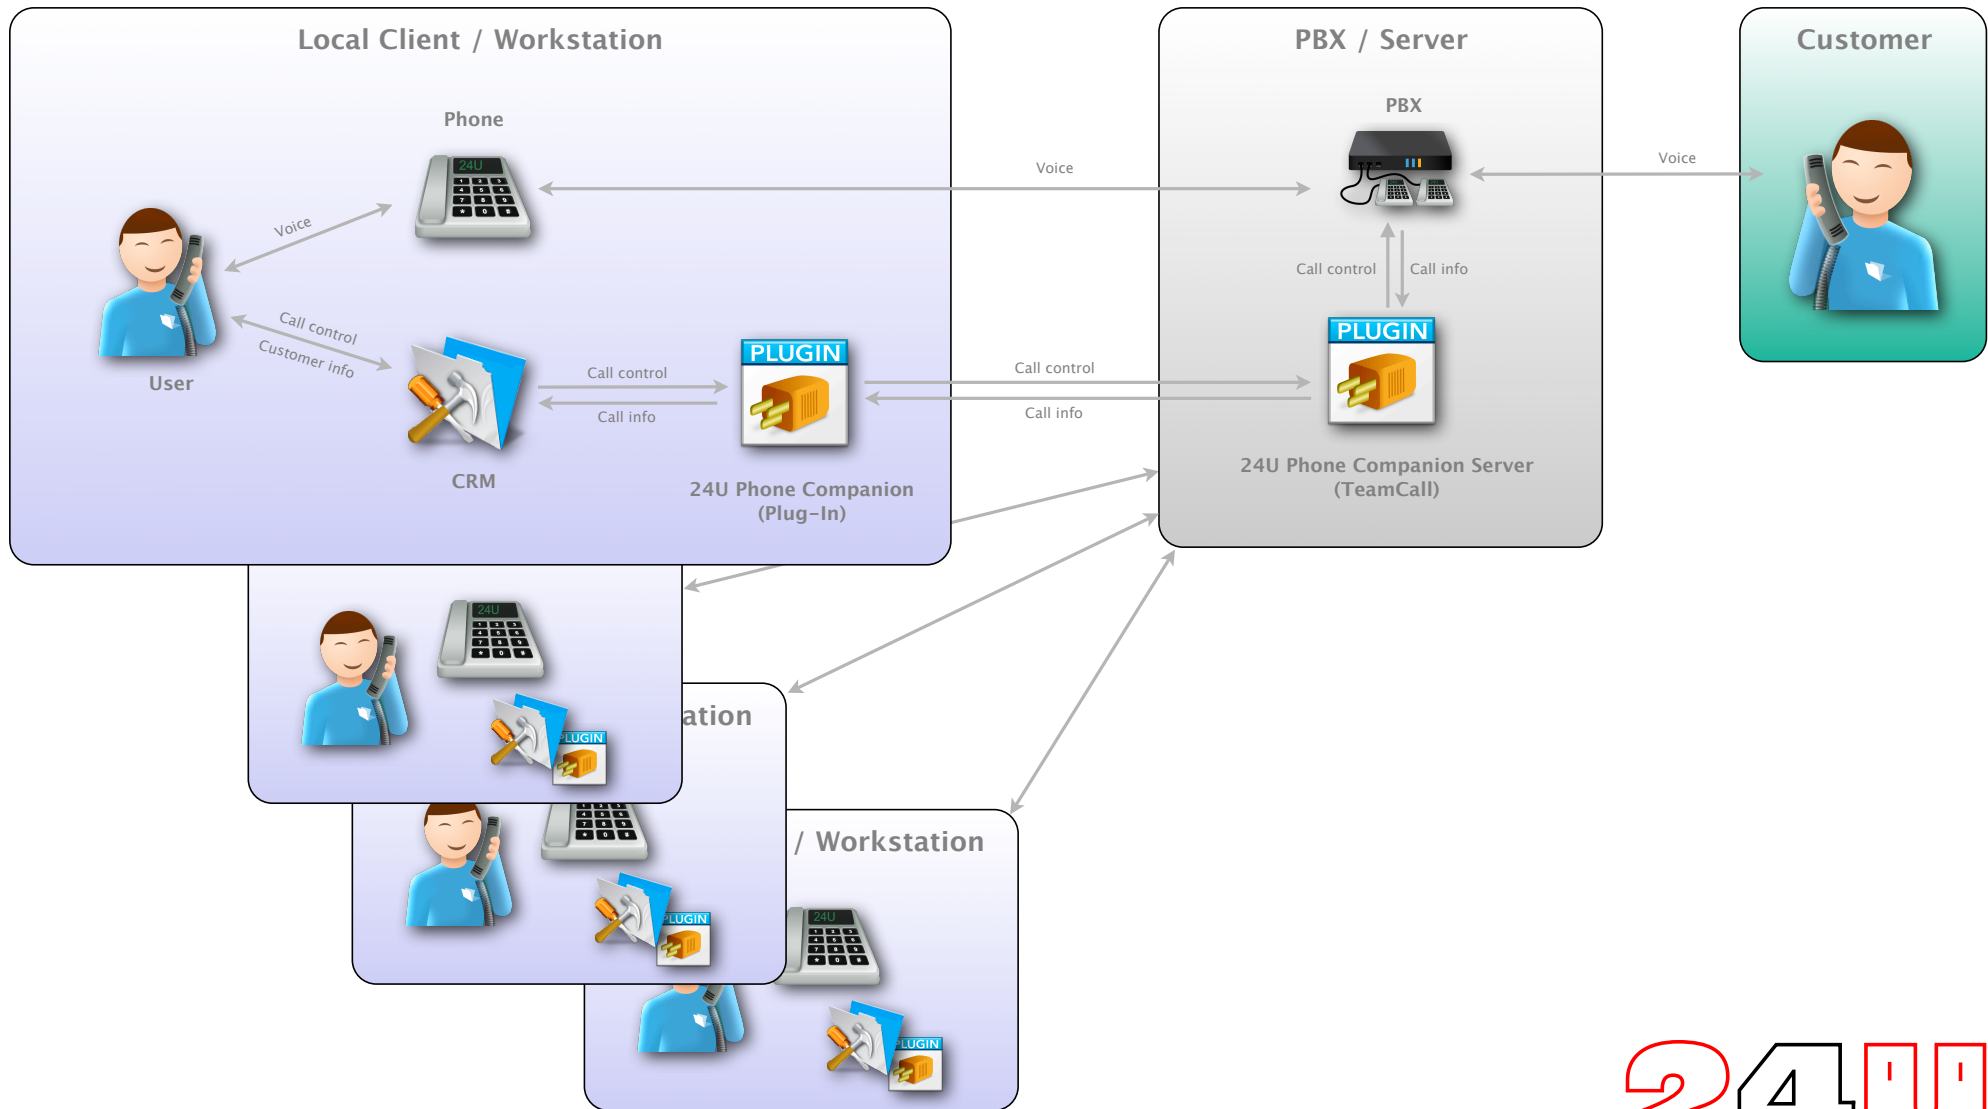 Local Client / Workstation
PBX / Server
Customer
Phone
PBX
24U
Voice
Voice
Voice
Call control
Call info
Call control
Customer info
User
CRM
Call control
Call info
PLUGIN
24U Phone Companion
(Plug-In)
Call control
Call info
PLUGIN
24U Phone Companion Server
(TeamCall)
24U
PLUGIN
ation
PLUGIN
/ Workstation
24U
PLUGIN
24U